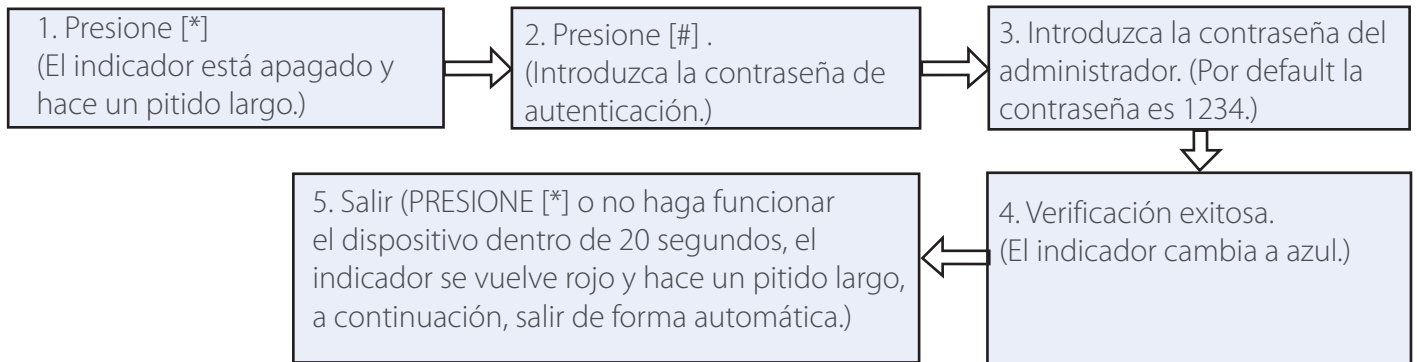 1. Presione [*]
(El indicador está apagado y
hace un pitido largo.)
2. Presione [#] .
(Introduzca la contraseña de
autenticación.)
3. Introduzca la contraseña del
administrador. (Por default la
contraseña es 1234.)
4. Verificación exitosa.
(El indicador cambia a azul.)
5. Salir (PRESIONE [*] o no haga funcionar
el dispositivo dentro de 20 segundos, el
indicador se vuelve rojo y hace un pitido largo,
a continuación, salir de forma automática.)